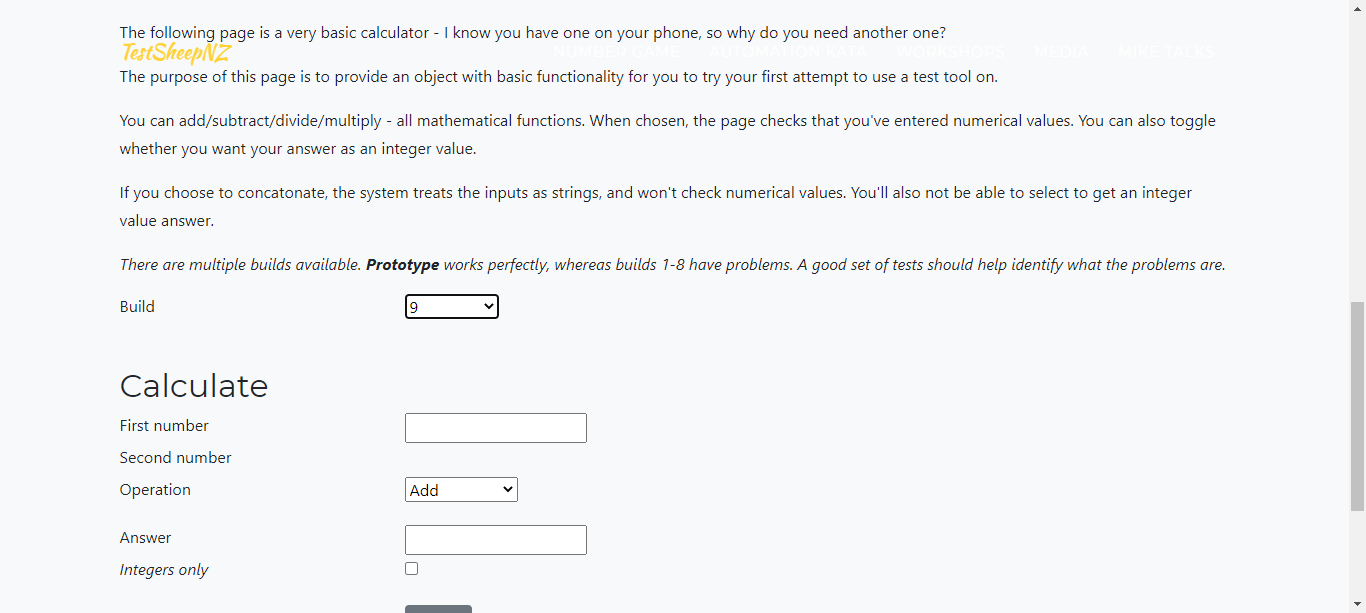 The following page is a very basic calculator - I know you have one on your phone, so why do you need another one?
TestSheepNZ NUMBER GAME AUTOMATION BETA WORKSHOPS MEDIA MIKE TALKS
The purpose of this page is to provide an object with basic functionality for you to try your first attempt to use a test tool on.
You can add/subtract/divide/multiply - all mathematical functions. When chosen, the page checks that you've entered numerical values. You can also toggle
whether you want your answer as an integer value.
If you choose to concatonate, the system treats the inputs as strings, and won't check numerical values. You'll also not be able to select to get an integer
value answer.
There are multiple builds available. Prototype works perfectly, whereas builds 1-8 have problems. A good set of tests should help identify what the problems are.
Build 9
Calculate
First number
Second number
Operation Add
Answer
Integers only